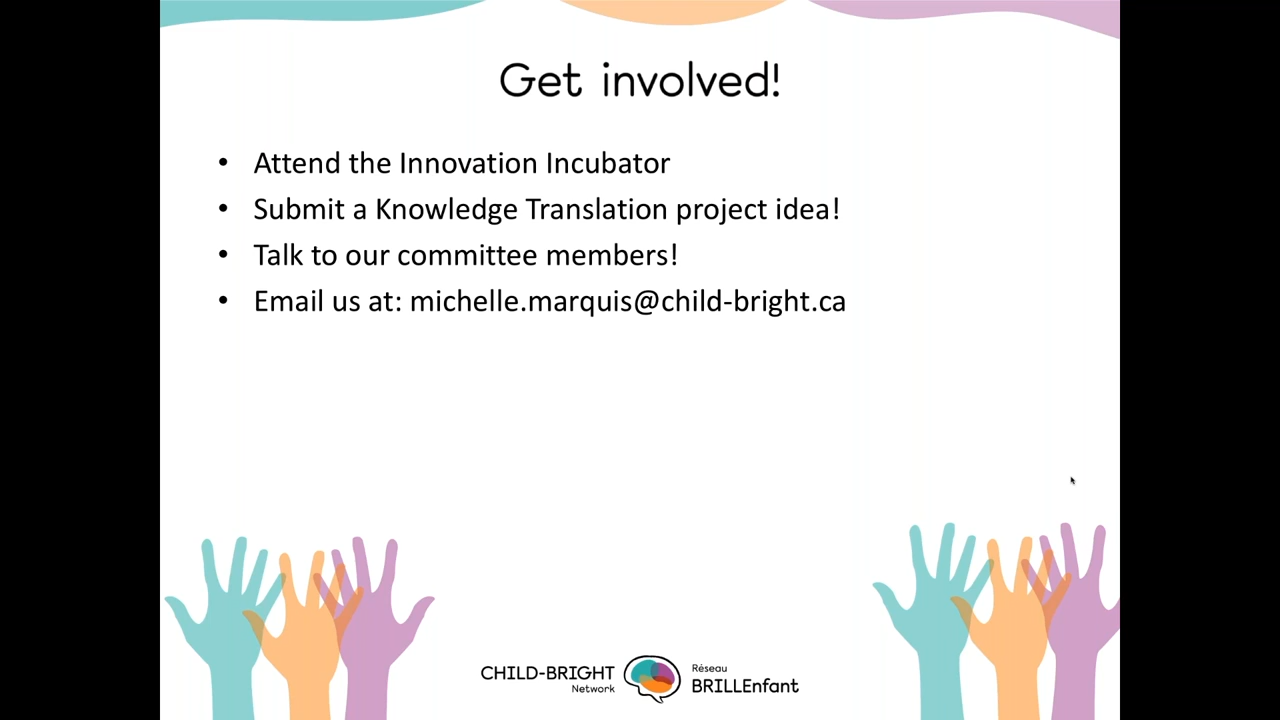 Get involved!
• Attend the Innovation Incubator
• Submit a Knowledge Translation project idea!
• Talk to our committee members!
• Email us at: michelle.marquis@child-bright.ca
CHILD-BRIGHT
Network
Réseau
BRILLEnfant